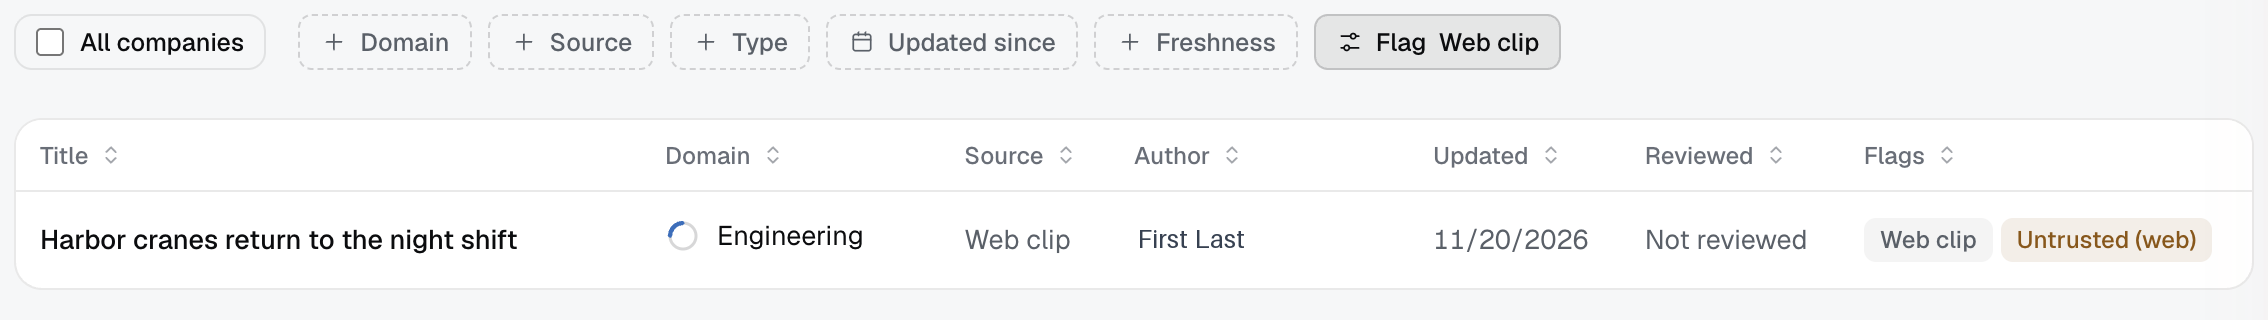 All companies Domain Source Type Updated since Freshness Flag Web clip
Title Domain Source Author Updated Reviewed Flags
Harbor cranes return to the night shift Engineering Web clip First Last 11/20/2026 Not reviewed Web clip Untrusted (web)